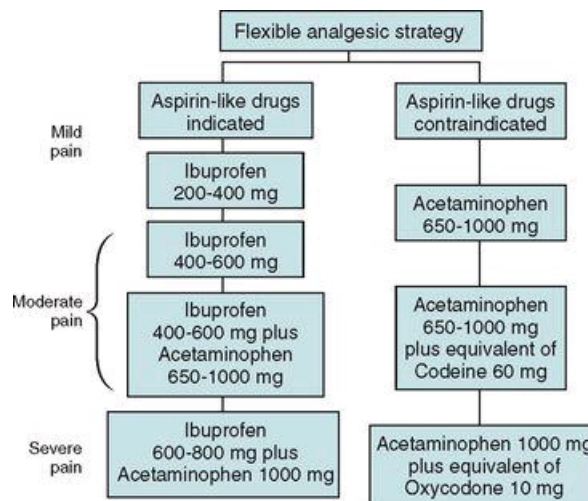 Flexible analgesic strategy
Aspirin-like drugs
indicated
Aspirin-like drugs
contraindicated
Mild
pain
Ibuprofen
200-400 mg
Acetaminophen
650-1000 mg
Ibuprofen
400-600 mg
Moderate
pain
Ibuprofen
400-600 mg plus
Acetaminophen
650-1000 mg
Acetaminophen
650-1000 mg
plus equivalent of
Codeine 60 mg
Severe
pain
Ibuprofen
600-800 mg plus
Acetaminophen 1000 mg
Acetaminophen 1000 mg
plus equivalent of
Oxycodone 10 mg